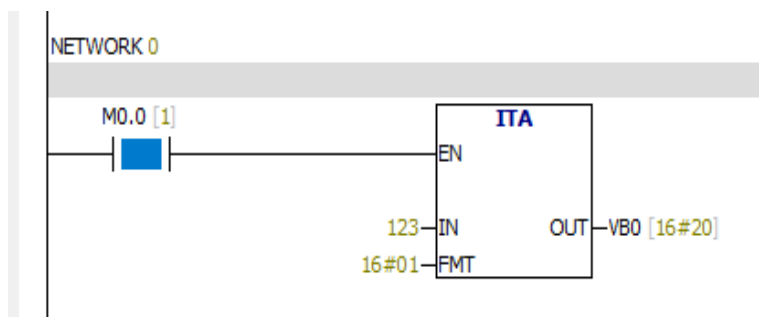 NETWORK 0
M0.0 [1]
ITA
EN
123 IN OUT VB0 [16#20]
16#01 FMT